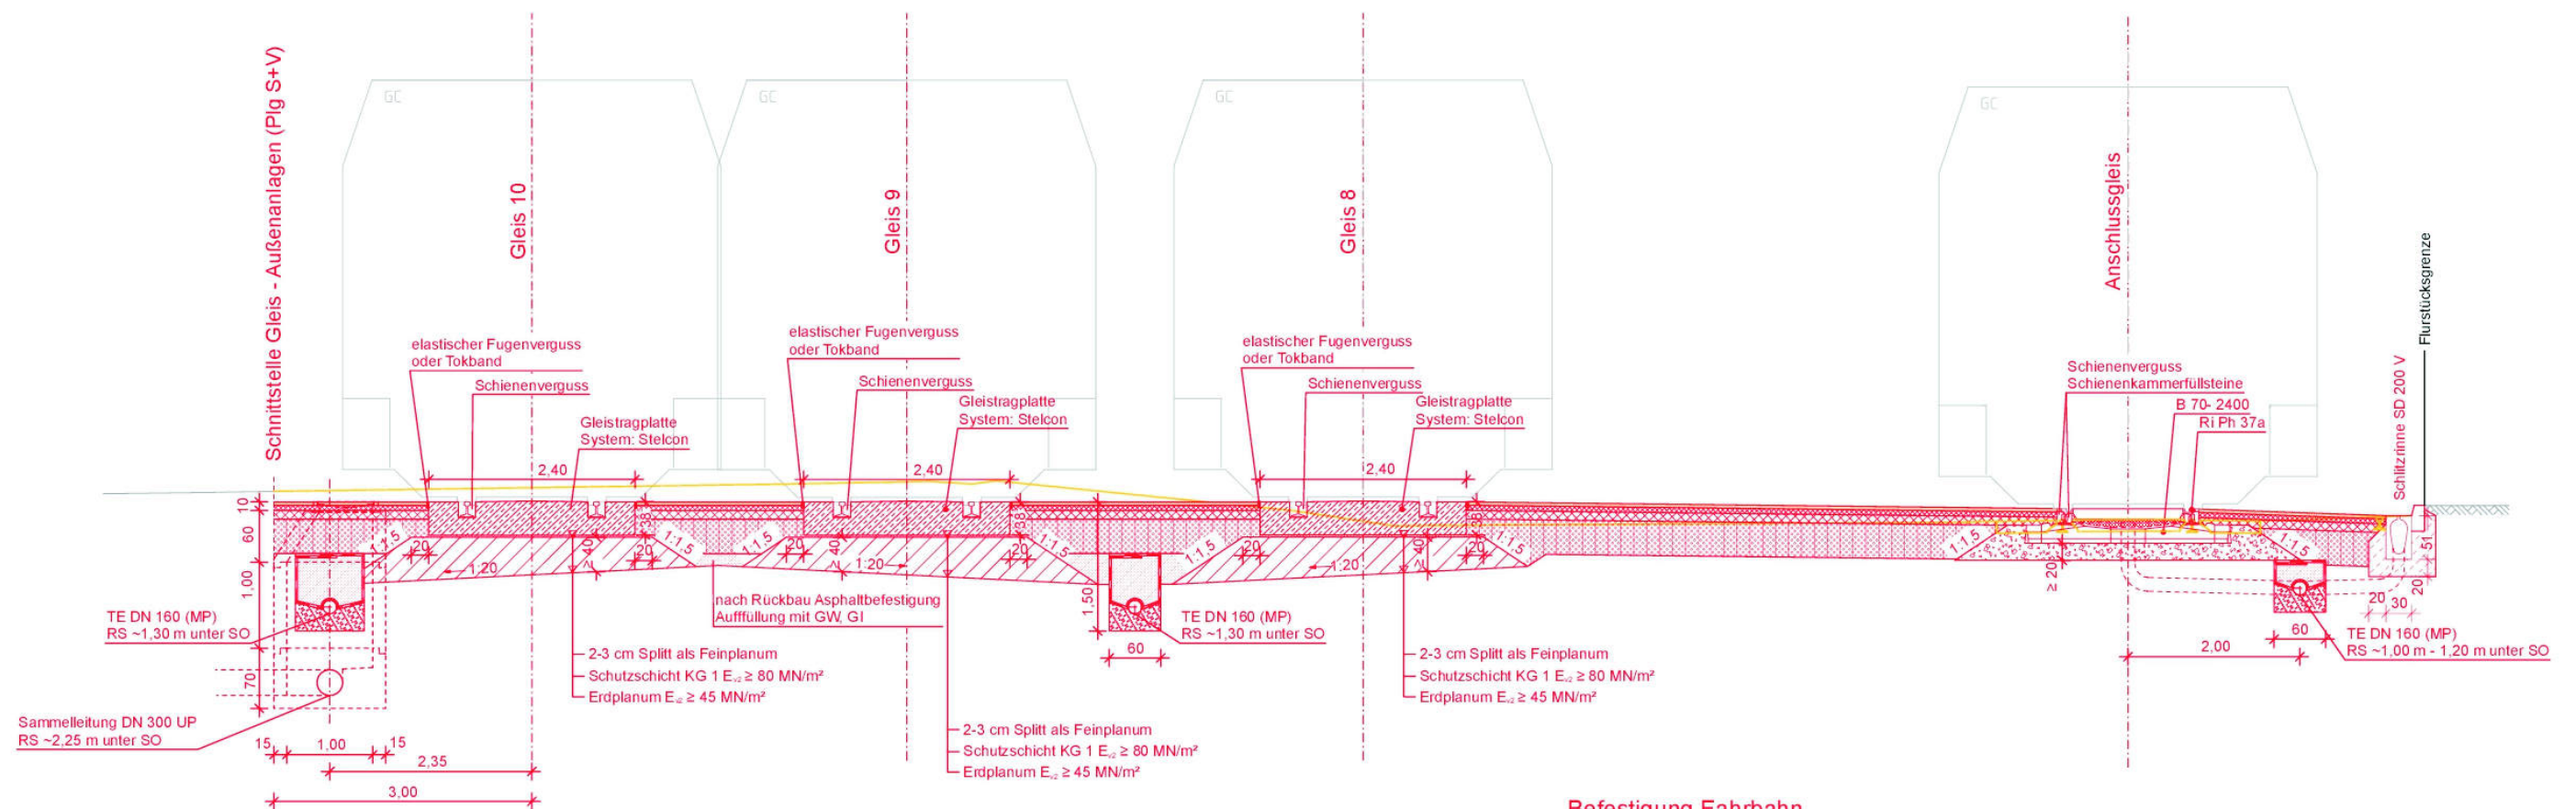 Schnittstelle Gleis - Außenanlagen (Plg S+V)
GC
Gleis 10
GC
Gleis 9
GC
Gleis 8
GC
Anschlussgleis
Flurstücksgrenze
Schlitzrinne SD 200 V
elastischer Fugenverguss
oder Tokband
Schienenverguss
Gleistragplatte
System: Stelcon
2,40
elastischer Fugenverguss
oder Tokband
Schienenverguss
Gleistragplatte
System: Stelcon
2,40
elastischer Fugenverguss
oder Tokband
Schienenverguss
Gleistragplatte
System: Stelcon
2,40
Schienenverguss
Schienenkammerfüllsteine
B 70- 2400
Ri Ph 37a
10
60
1,00
70
1:1,5
20
1:20
≥ 40
38
20
1:1,5
1:1,5
20
≥ 40
1:20
38
20
1:1,5
1,50
1:1,5
20
1:20
≥ 40
38
20
1:1,5
1:1,5
≥ 20
1:1,5
51
20
20
30
60
2,00
TE DN 160 (MP)
RS ~1,30 m unter SO
nach Rückbau Asphaltbefestigung
Aufffüllung mit GW, GI
TE DN 160 (MP)
RS ~1,30 m unter SO
60
TE DN 160 (MP)
RS ~1,00 m - 1,20 m unter SO
2-3 cm Splitt als Feinplanum
Schutzschicht KG 1 Ev2 ≥ 80 MN/m²
Erdplanum Ev2 ≥ 45 MN/m²
2-3 cm Splitt als Feinplanum
Schutzschicht KG 1 Ev2 ≥ 80 MN/m²
Erdplanum Ev2 ≥ 45 MN/m²
2-3 cm Splitt als Feinplanum
Schutzschicht KG 1 Ev2 ≥ 80 MN/m²
Erdplanum Ev2 ≥ 45 MN/m²
Sammelleitung DN 300 UP
RS ~2,25 m unter SO
15
1,00
15
2,35
3,00
Befestigung Fahrbahn